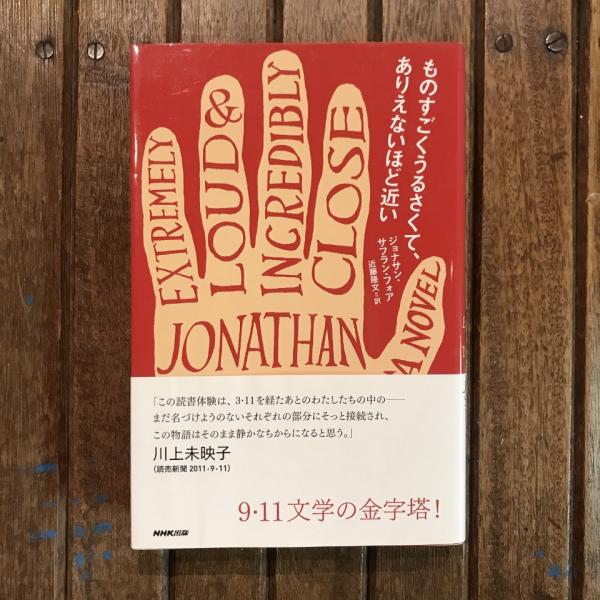 ものすごくうるさくて、
ありえないほど近い
ジョナサン・
サフラン・フォア
近藤隆文=訳
EXTREMELY
LOUD &
INCREDIBLY
CLOSE
JONATHAN
A NOVEL
「この読書体験は、3・11を経たあとのわたしたちの中の──
まだ名づけようのないそれぞれの部分にそっと接続され、
この物語はそのまま静かなちからになると思う。」
川上未映子
(読売新聞 2011・9・11)
9・11文学の金字塔!
NHK出版